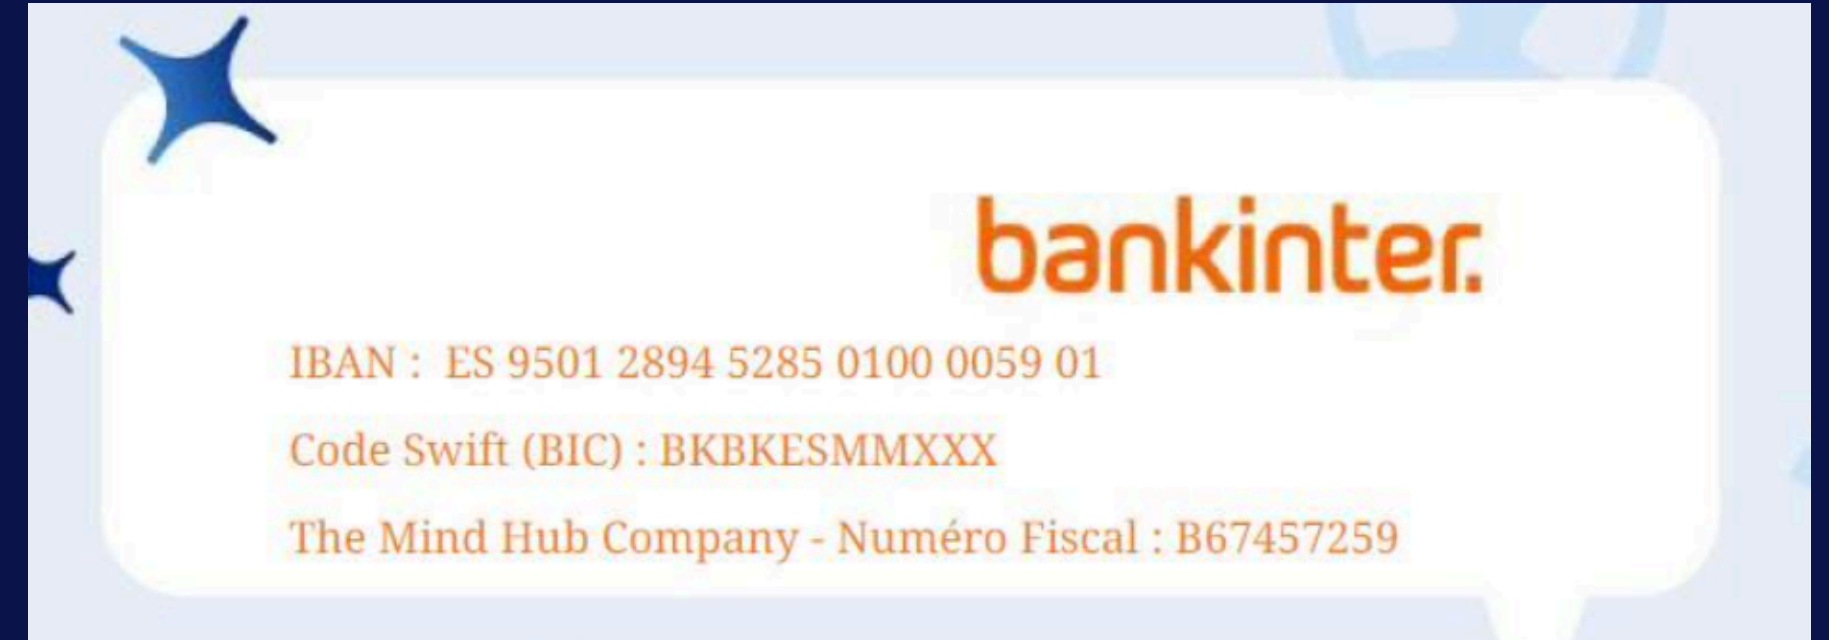 bankinter.
IBAN : ES 9501 2894 5285 0100 0059 01
Code Swift (BIC) : BKBKESMMXXX
The Mind Hub Company - Numéro Fiscal : B67457259